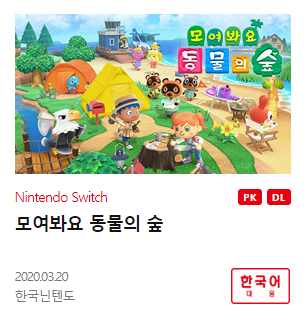 모여봐요
동물의 숲
Nintendo Switch
PK DL
모여봐요 동물의 숲
2020.03.20
한국닌텐도
한국어
대응